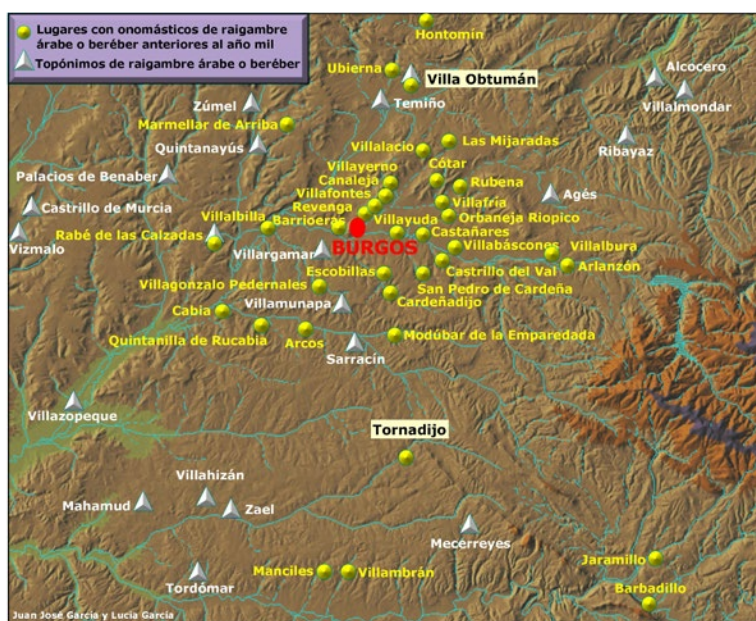 Lugares con onomásticos de raigambre
árabe o beréber anteriores al año mil
Topónimos de raigambre árabe o beréber
Hontomín
Ubierna
Villa Obtumán
Alcocero
Zúmel
Temiño
Villalmondar
Marmellar de Arriba
Quintanayús
Villalacio
Las Mijaradas
Ribayaz
Villayerno
Cótar
Palacios de Benaber
Canaleja
Rubena
Villafontes
Villafría
Agés
Castrillo de Murcia
Revenga
Villalbilla
Barrioeras
Villayuda
Orbaneja Riopico
Vizmalo
Rabé de las Calzadas
Castañares
BURGOS
Villargamar
Villabáscones
Villalbura
Escobillas
Castrillo del Val
Arlanzón
Villagonzalo Pedernales
San Pedro de Cardeña
Villamunapa
Cardeñadijo
Cabia
Quintanilla de Rucabia
Arcos
Modúbar de la Emparedada
Sarracín
Villazopeque
Tornadijo
Villahizán
Mahamud
Zael
Mecerreyes
Jaramillo
Manciles
Villambrán
Tordómar
Barbadillo
Juan José García y Lucía García